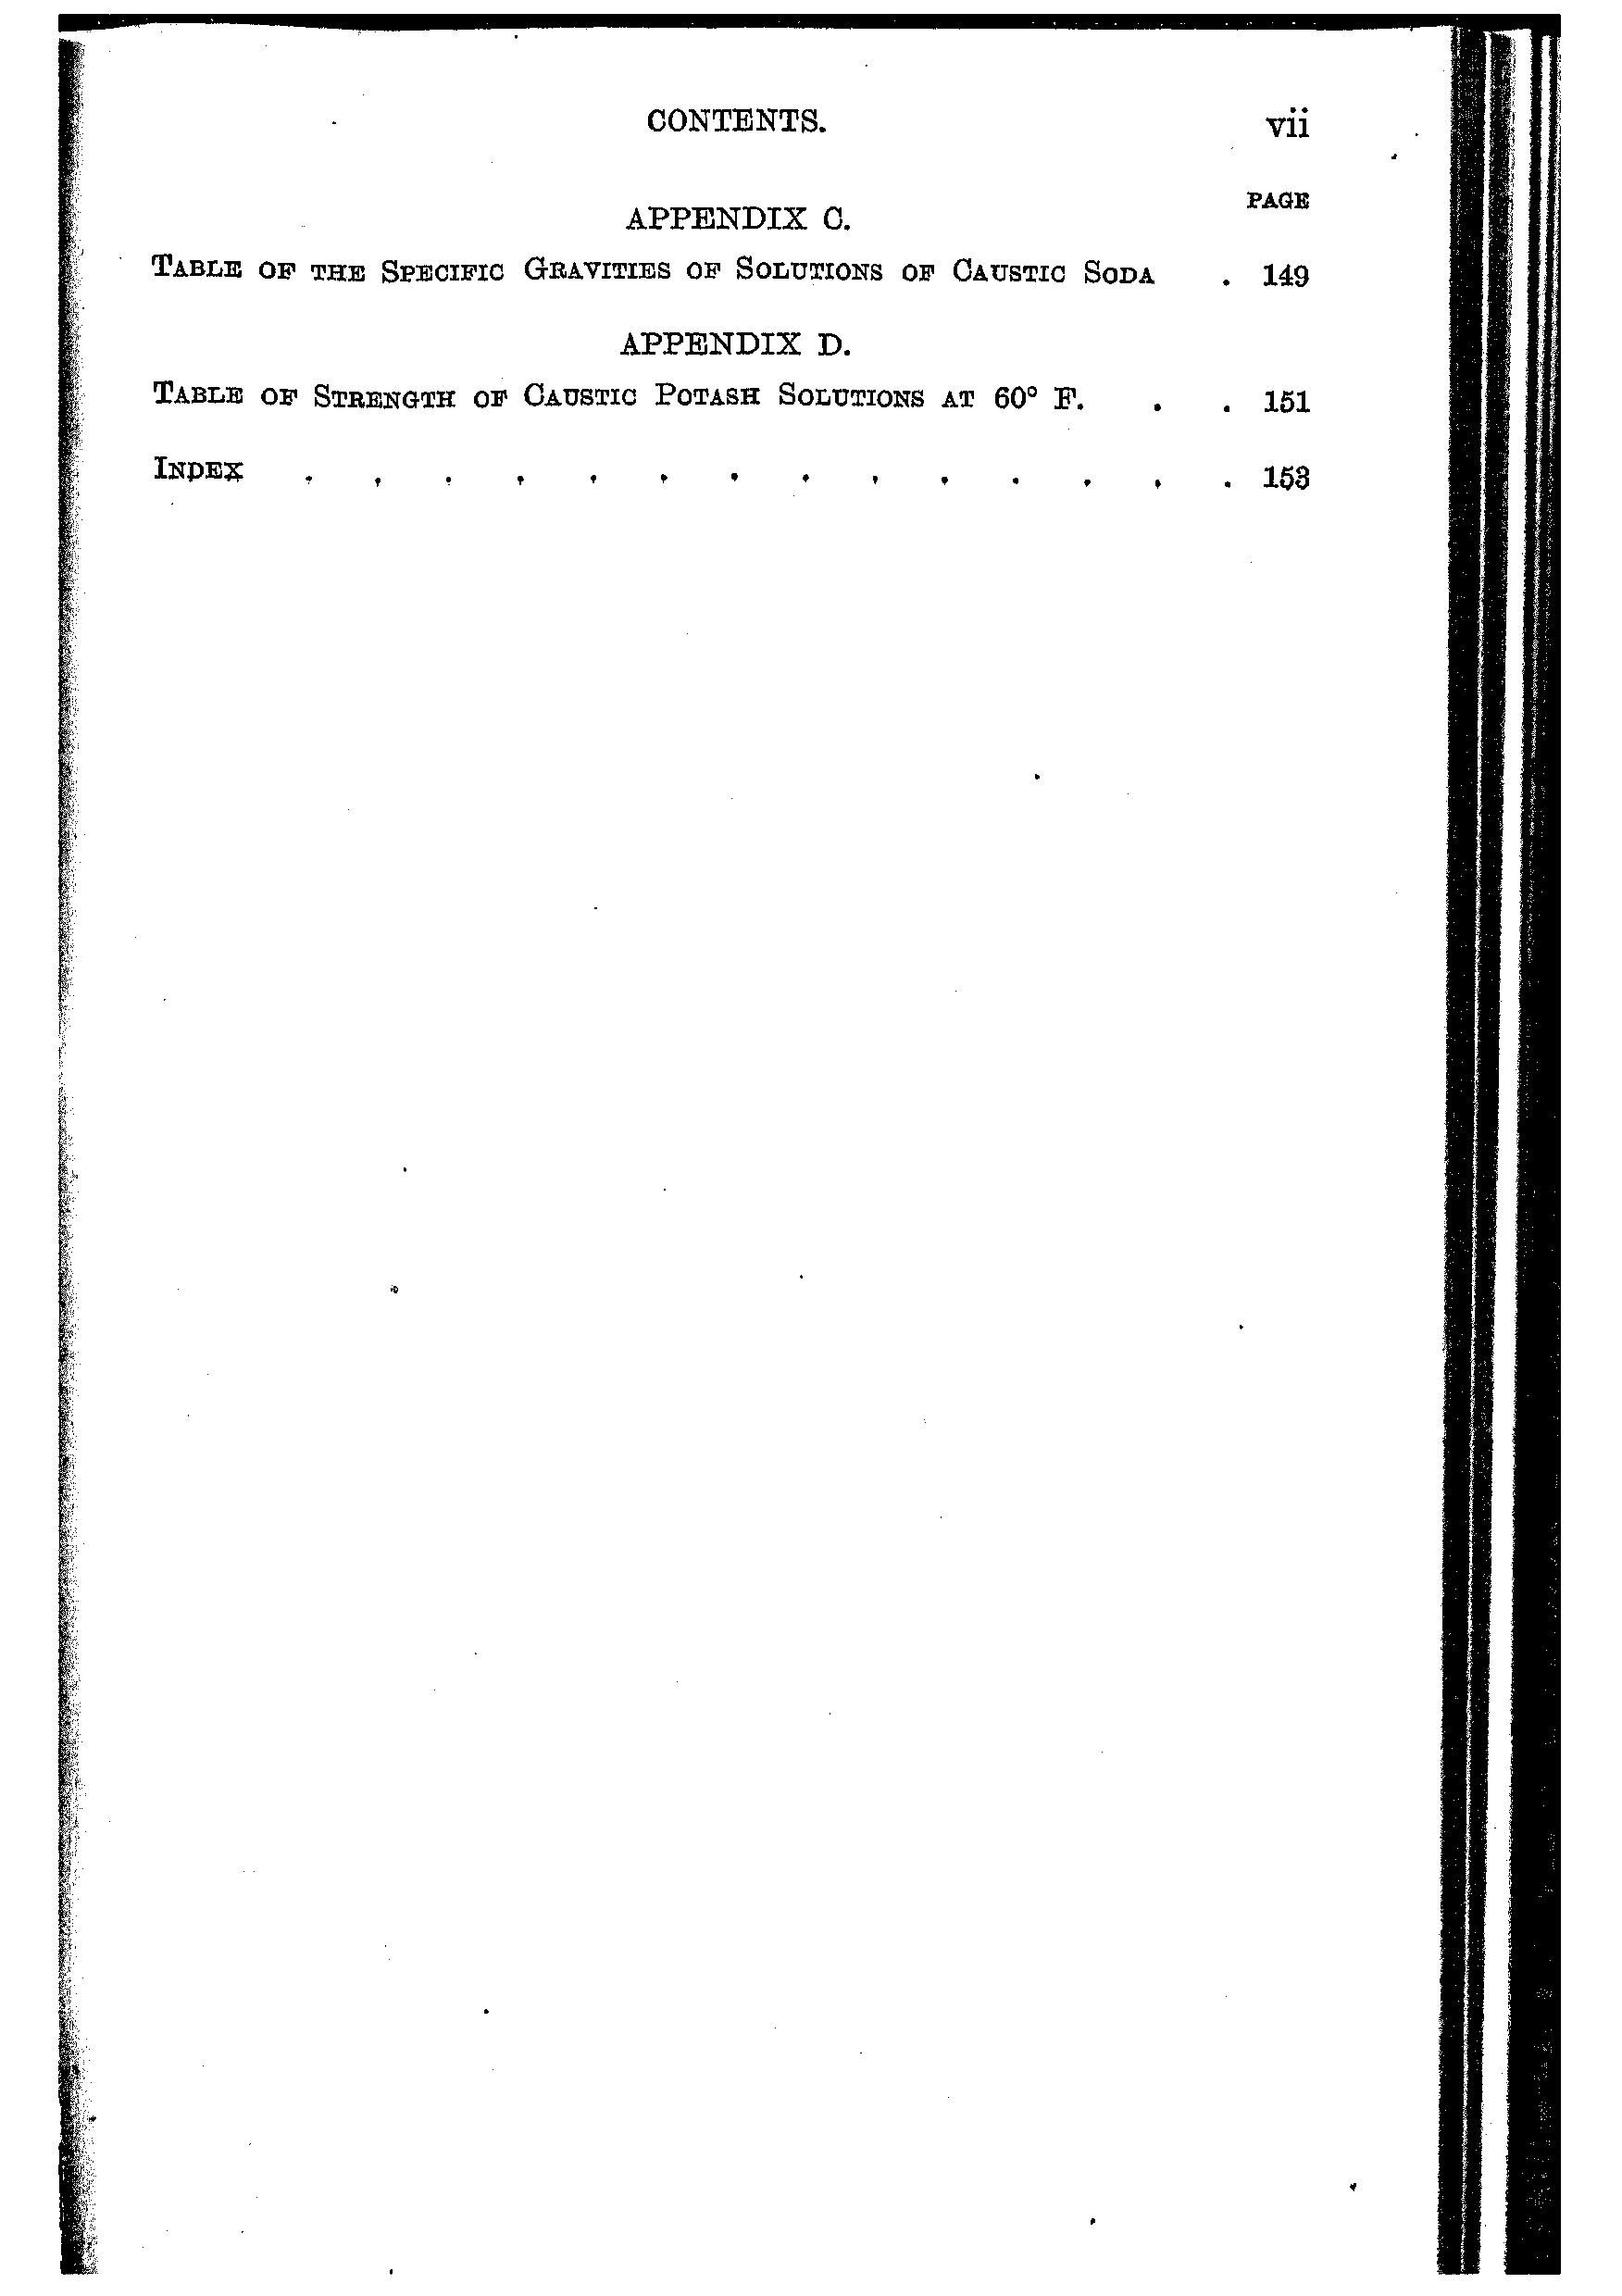 CONTENTS. vii
PAGE
APPENDIX C.
TABLE OF THE SPECIFIC GRAVITIES OF SOLUTIONS OF CAUSTIC SODA . 149
APPENDIX D.
TABLE OF STRENGTH OF CAUSTIC POTASH SOLUTIONS AT 60° F. . . 151
INDEX . . . . . . . . . . . . . . 153